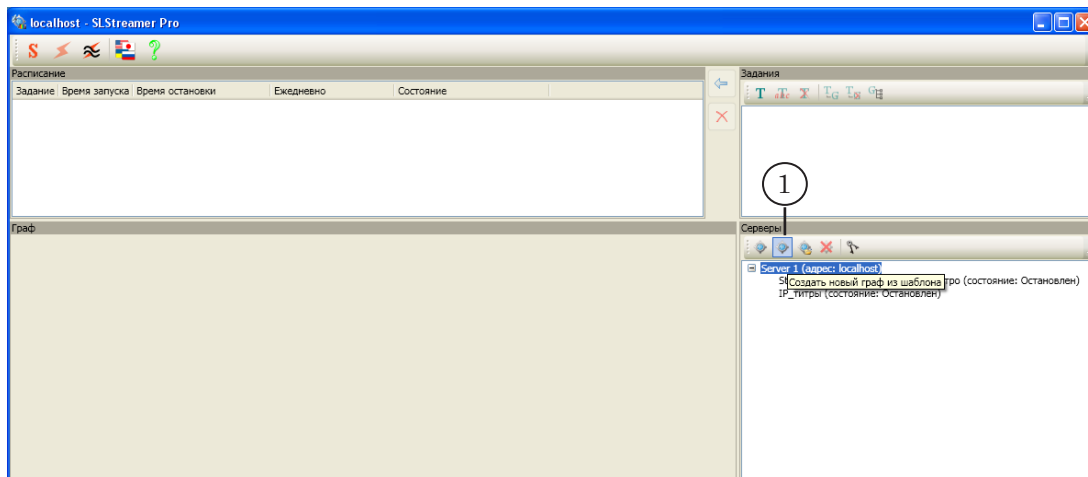 localhost - SLStreamer Pro
Расписание
Задание Время запуска Время остановки Ежедневно Состояние
Задания
1
Граф
Серверы
Server 1 (адрес: localhost)
Создать новый граф из шаблона
(состояние: Остановлен)
IP_титры (состояние: Остановлен)